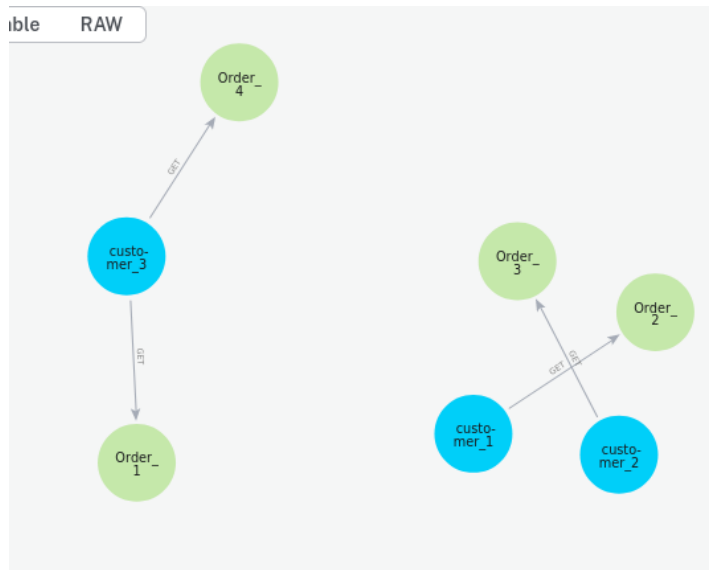 RAW
Order_
4
GET
custo-
mer_3
GET
Order_
1
Order_
3
Order_
2
GET
GET
custo-
mer_1
custo-
mer_2